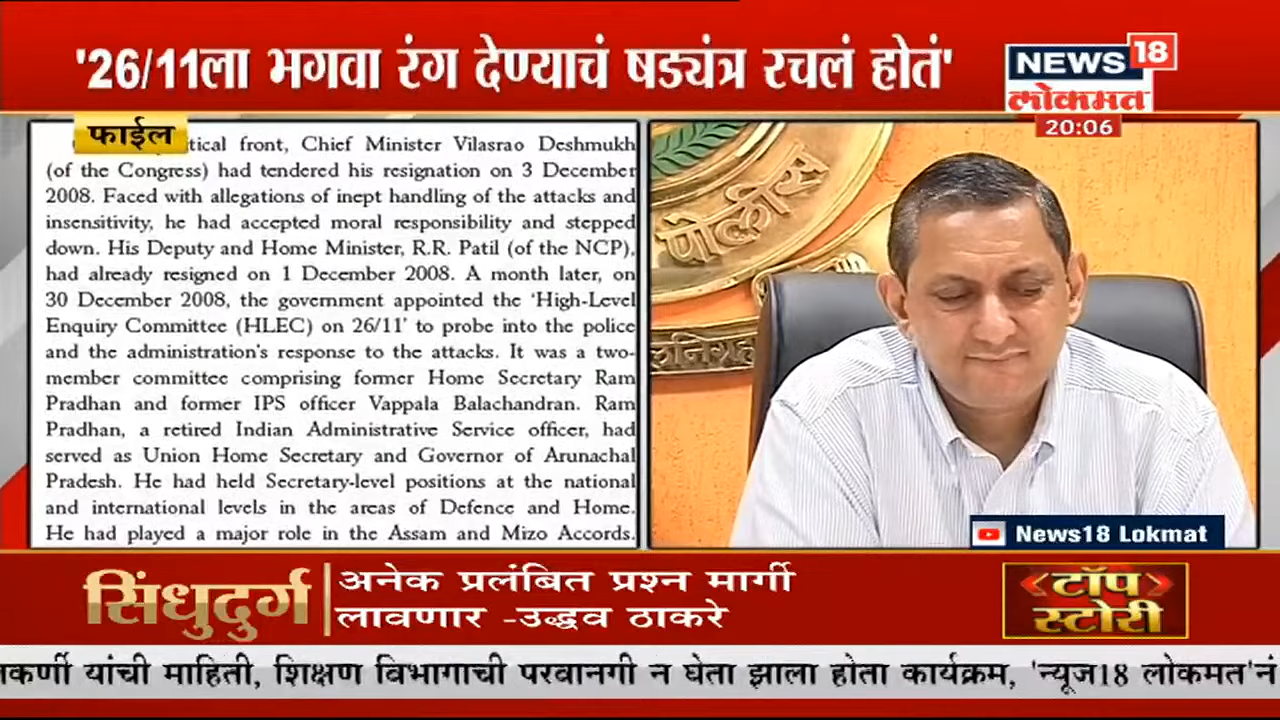 '26/11ला भगवा रंग देण्याचं षड्यंत्र रचलं होतं'
NEWS 18
लोकमत
20:06
फाईल
tical front, Chief Minister Vilasrao Deshmukh
(of the Congress) had tendered his resignation on 3 December
2008. Faced with allegations of inept handling of the attacks and
insensitivity, he had accepted moral responsibility and stepped
down. His Deputy and Home Minister, R.R. Patil (of the NCP),
had already resigned on 1 December 2008. A month later, on
30 December 2008, the government appointed the 'High-Level
Enquiry Committee (HLEC) on 26/11' to probe into the police
and the administration's response to the attacks. It was a two-
member committee comprising former Home Secretary Ram
Pradhan and former IPS officer Vappala Balachandran. Ram
Pradhan, a retired Indian Administrative Service officer, had
served as Union Home Secretary and Governor of Arunachal
Pradesh. He had held Secretary-level positions at the national
and international levels in the areas of Defence and Home.
He had played a major role in the Assam and Mizo Accords.
पोलीस
लनिग्रह
News18 Lokmat
सिंधुदुर्ग
अनेक प्रलंबित प्रश्न मार्गी
लावणार -उद्धव ठाकरे
टॉप
स्टोरी
कर्णी यांची माहिती, शिक्षण विभागाची परवानगी न घेता झाला होता कार्यक्रम, 'न्यूज18 लोकमत'नं